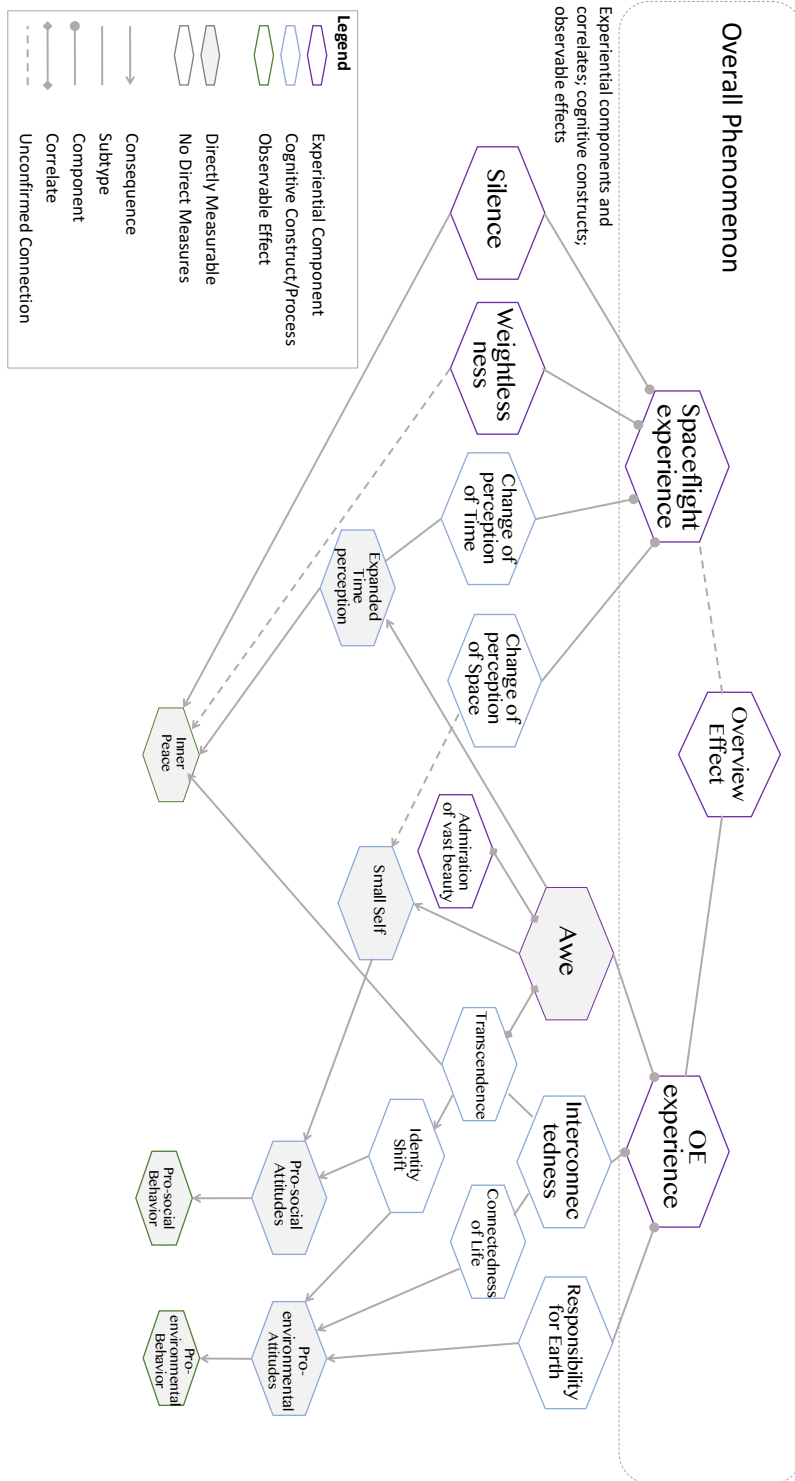 Overall Phenomenon
Spaceflight
experience
Overview
Effect
OE
experience
Experiential components and
correlates; cognitive constructs;
observable effects
Silence
Weightless
ness
Change of
perception
of Time
Change of
perception
of Space
Awe
Interconnec
tedness
Responsibility
for Earth
Admiration
of vast beauty
Transcendence
Connectedness
of Life
Expanded
Time
perception
Small Self
Identity
Shift
Pro-social
Attitudes
Pro-
environmental
Attitudes
Inner
Peace
Pro-social
Behavior
Pro-
environmental
Behavior
Legend
Experiential Component
Cognitive Construct/Process
Observable Effect
Directly Measurable
No Direct Measures
Consequence
Subtype
Component
Correlate
Unconfirmed Connection